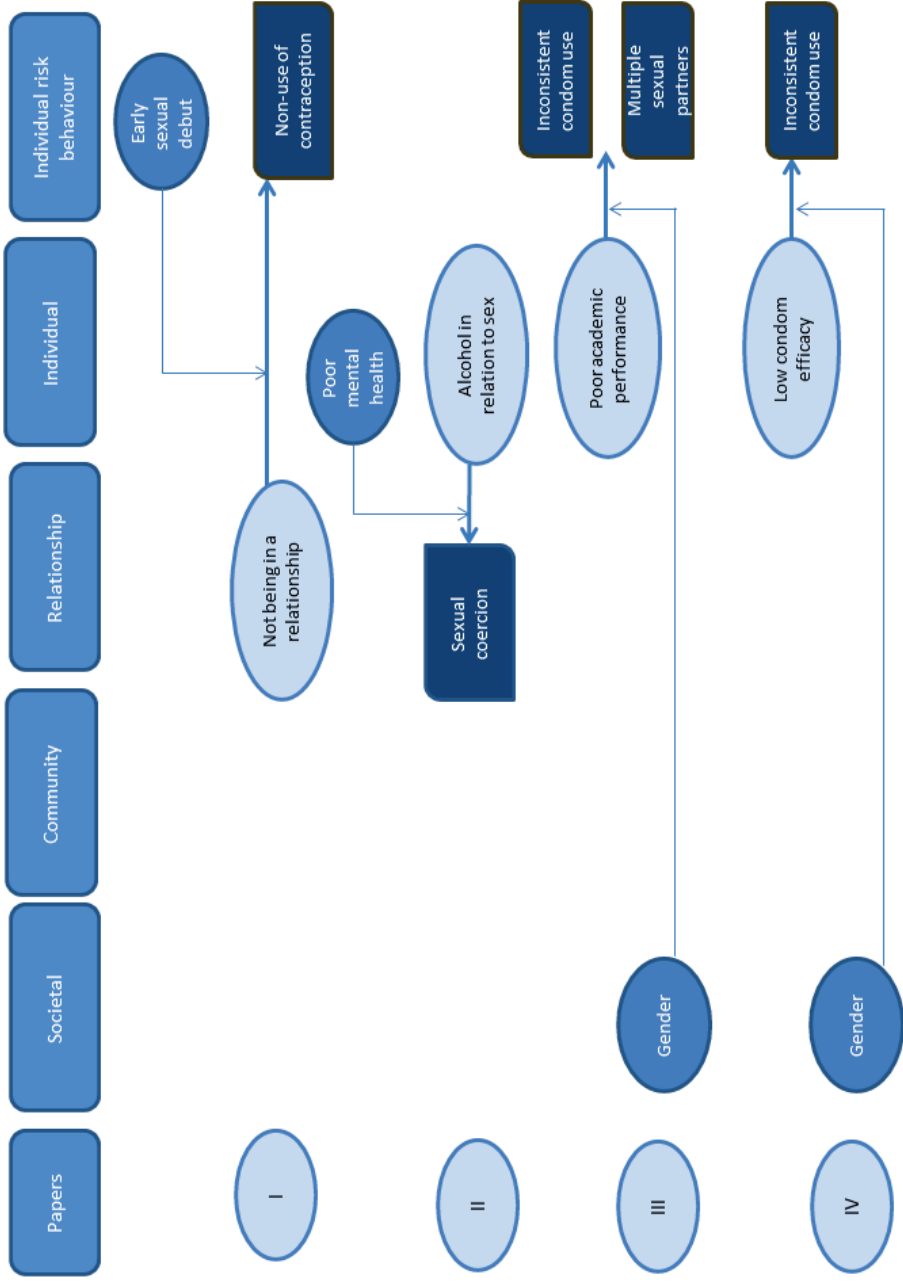 Papers
Societal
Community
Relationship
Individual
Individual risk
behaviour
Early
sexual
debut
I
Not being in a
relationship
Non-use of
contraception
Poor
mental
health
II
Sexual
coercion
Alcohol in
relation to sex
III
Gender
Poor academic
performance
Inconsistent
condom use
Multiple
sexual
partners
IV
Gender
Low condom
efficacy
Inconsistent
condom use